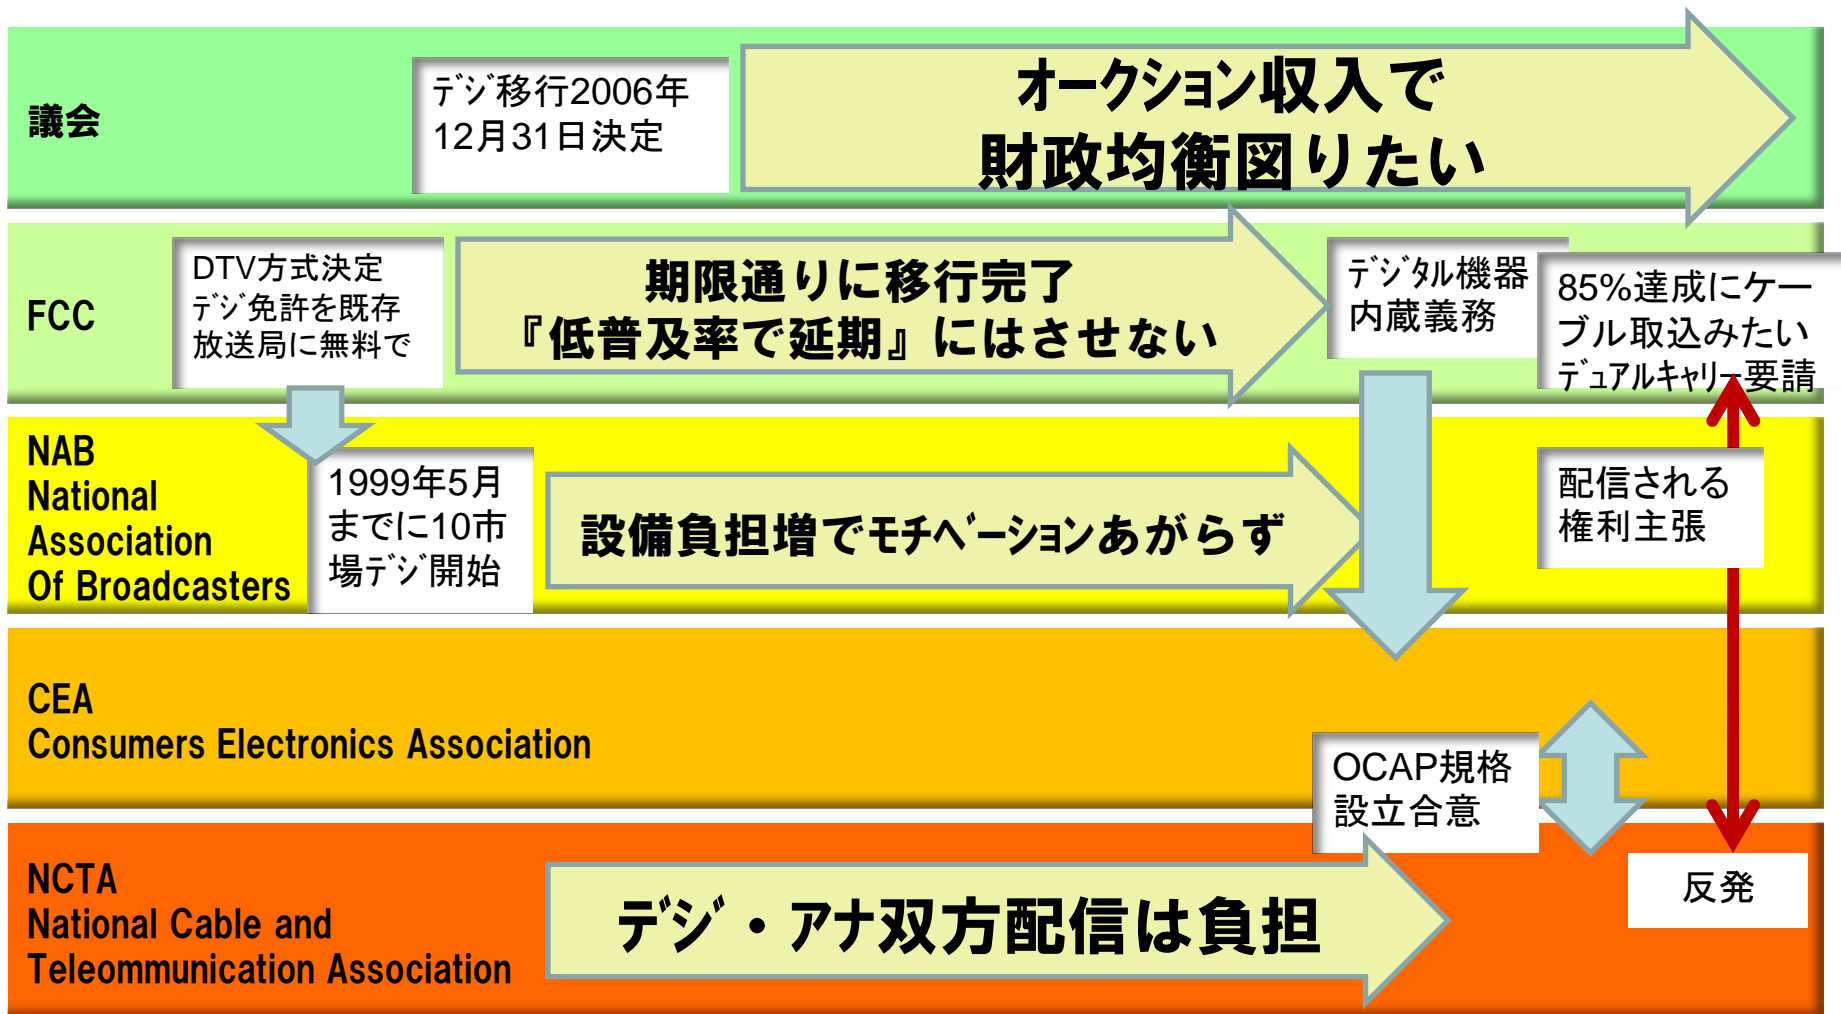 議会
デジ移行2006年
12月31日決定
オークション収入で
財政均衡図りたい
FCC
DTV方式決定
デジ免許を既存
放送局に無料で
期限通りに移行完了
『低普及率で延期』にはさせない
デジタル機器
内蔵義務
85%達成にケー
ブル取込みたい
デュアルキャリー要請
NAB
National
Association
Of Broadcasters
1999年5月
までに10市
場デジ開始
設備負担増でモチベーションあがらず
配信される
権利主張
CEA
Consumers Electronics Association
OCAP規格
設立合意
NCTA
National Cable and
Teleommunication Association
デジ・アナ双方配信は負担
反発